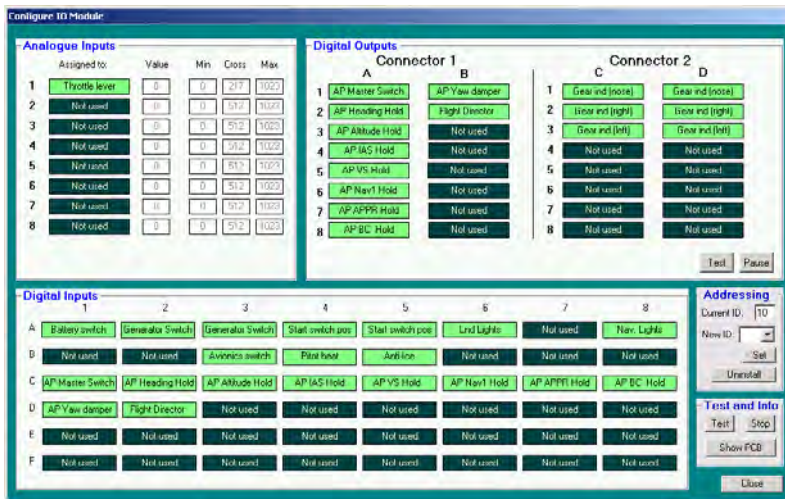 Configure IO Module
Analogue Inputs
Assigned to: Value Min Cross Max
1 Throttle lever 0 0 217 1023
2 Not used 0 0 512 1023
3 Not used 0 0 512 1023
4 Not used 0 0 512 1023
5 Not used 0 0 512 1023
6 Not used 0 0 512 1023
7 Not used 0 0 512 1023
8 Not used 0 0 512 1023
Digital Outputs
Connector 1
A B
1 AP Master Switch AP Yaw damper
2 AP Heading Hold Flight Director
3 AP Altitude Hold Not used
4 AP IAS Hold Not used
5 AP VS Hold Not used
6 AP Nav1 Hold Not used
7 AP APPR Hold Not used
8 AP BC Hold Not used
Connector 2
C D
1 Gear ind (nose) Gear ind (nose)
2 Gear ind (right) Gear ind (right)
3 Gear ind (left) Gear ind (left)
4 Not used Not used
5 Not used Not used
6 Not used Not used
7 Not used Not used
8 Not used Not used
Test Pause
Digital Inputs
1 2 3 4 5 6 7 8
A Battery switch Generator Switch Generator Switch Start switch pos Start switch pos Lnd Lights Not used Nav. Lights
B Not used Not used Avionics switch Pitot heat Anti-Ice Not used Not used Not used
C AP Master Switch AP Heading Hold AP Altitude Hold AP IAS Hold AP VS Hold AP Nav1 Hold AP APPR Hold AP BC Hold
D AP Yaw damper Flight Director Not used Not used Not used Not used Not used Not used
E Not used Not used Not used Not used Not used Not used Not used Not used
F Not used Not used Not used Not used Not used Not used Not used Not used
Addressing
Current ID: 10
New ID:
Set
Uninstall
Test and Info
Test Stop
Show PCB
Close